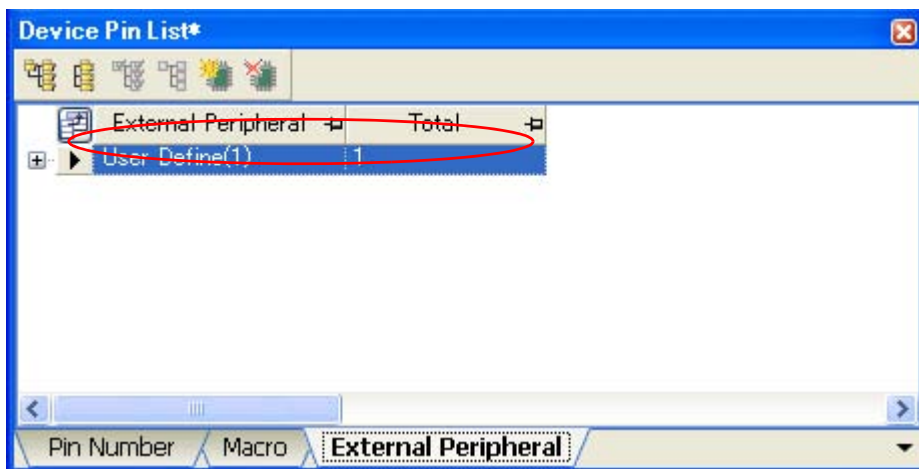 Device Pin List*
External Peripheral Total
User Define(1) 1
Pin Number Macro External Peripheral